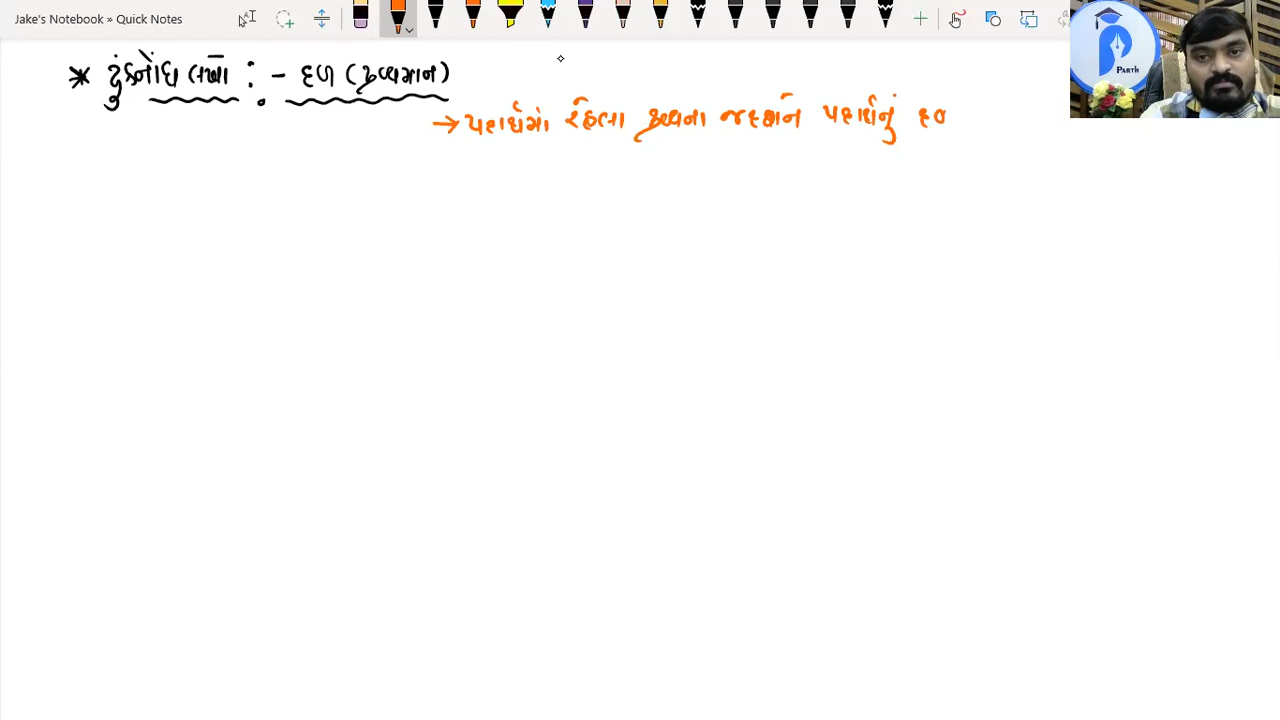 Jake's Notebook » Quick Notes
* ટુંકનોંધ લખો :- દળ (દ્રવ્યમાન)
→ પદાર્થમાં રહેલા દ્રવ્યના જથ્થાને પદાર્થનું દળ
PARTH